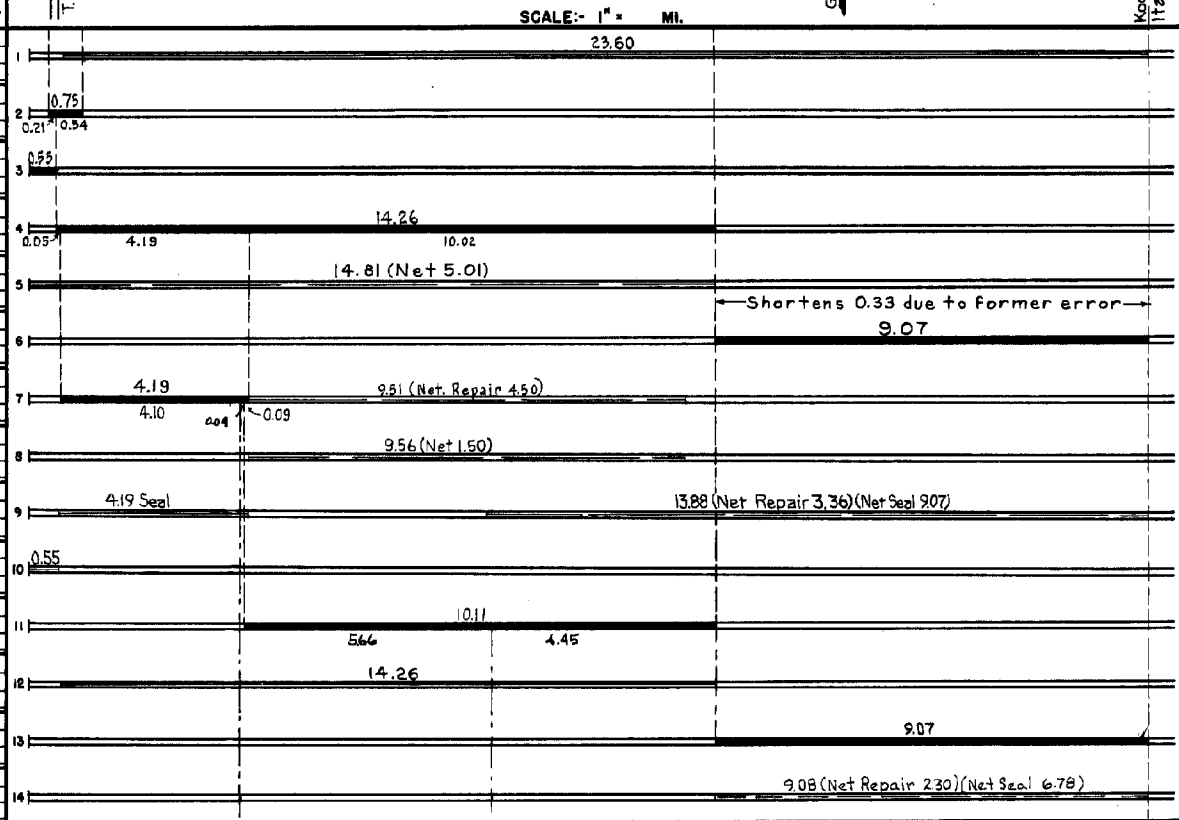 T.
SCALE:- 1" = MI.
G
Koo
Ita
1
23.60
2
0.75
0.21
0.54
3
0.55
4
14.26
0.05
4.19
10.02
5
14.81 (Net 5.01)
Shortens 0.33 due to former error
6
9.07
7
4.19
9.51 (Net. Repair 4.50)
4.10
0.04
0.09
8
9.56 (Net 1.50)
9
4.19 Seal
13.88 (Net Repair 3.36)(Net Seal 9.07)
10
0.55
11
10.11
5.66
4.45
12
14.26
13
9.07
14
9.08 (Net Repair 2.30)(Net Seal 6.78)